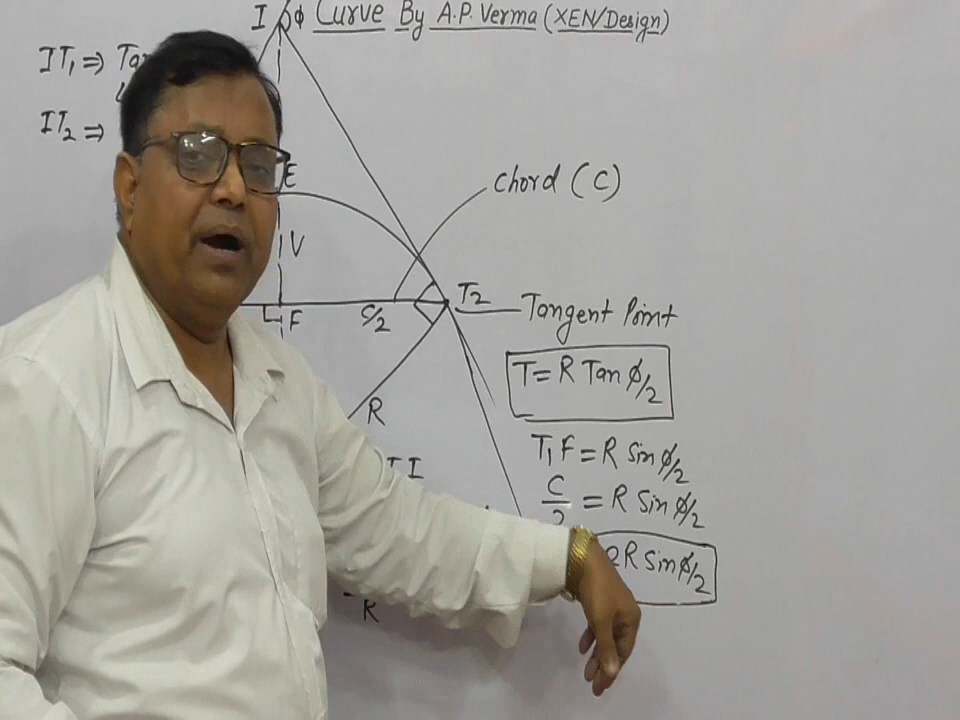 I ϕ Curve By A.P. Verma (XEN/Design)
IT₁ ⇒
IT₂ ⇒
E
Chord (C)
V
T₂
Tangent Point
F
C/2
T = R Tan ϕ/2
R
T₁F = R Sin ϕ/2
C/2 = R Sin ϕ/2
2R Sin ϕ/2
R